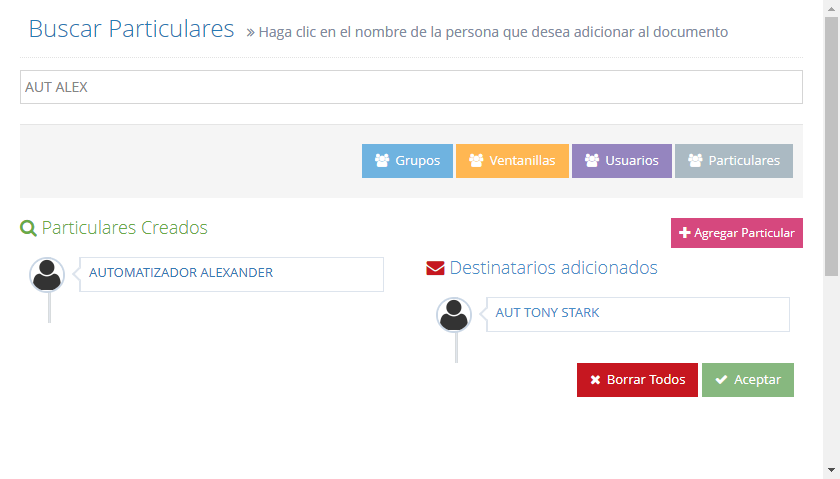 Buscar Particulares » Haga clic en el nombre de la persona que desea adicionar al documento
AUT ALEX
Grupos Ventanillas Usuarios Particulares
Particulares Creados
Agregar Particular
AUTOMATIZADOR ALEXANDER
Destinatarios adicionados
AUT TONY STARK
Borrar Todos Aceptar